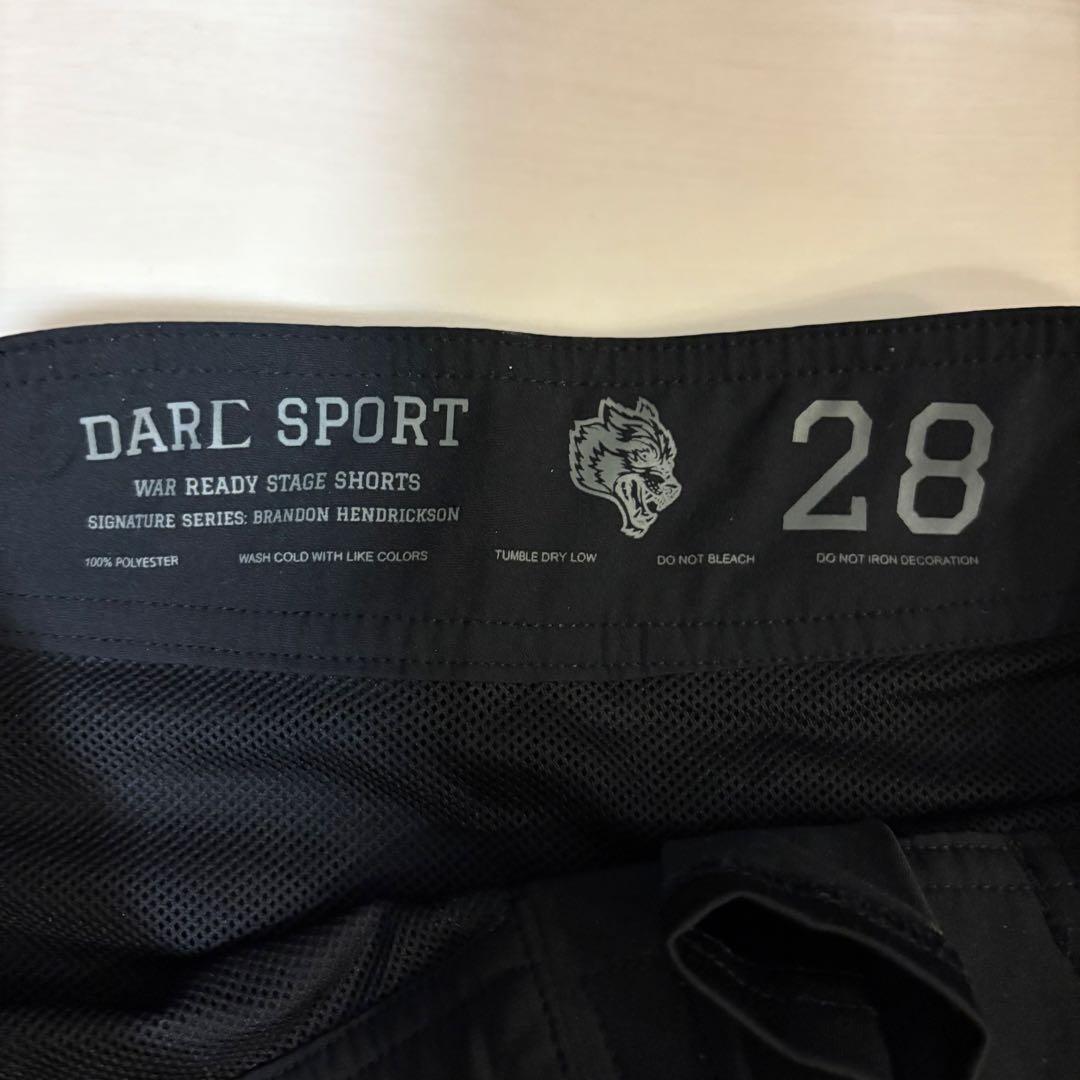 DARC SPORT
WAR READY STAGE SHORTS
SIGNATURE SERIES: BRANDON HENDRICKSON
28
100% POLYESTER WASH COLD WITH LIKE COLORS TUMBLE DRY LOW DO NOT BLEACH DO NOT IRON DECORATION